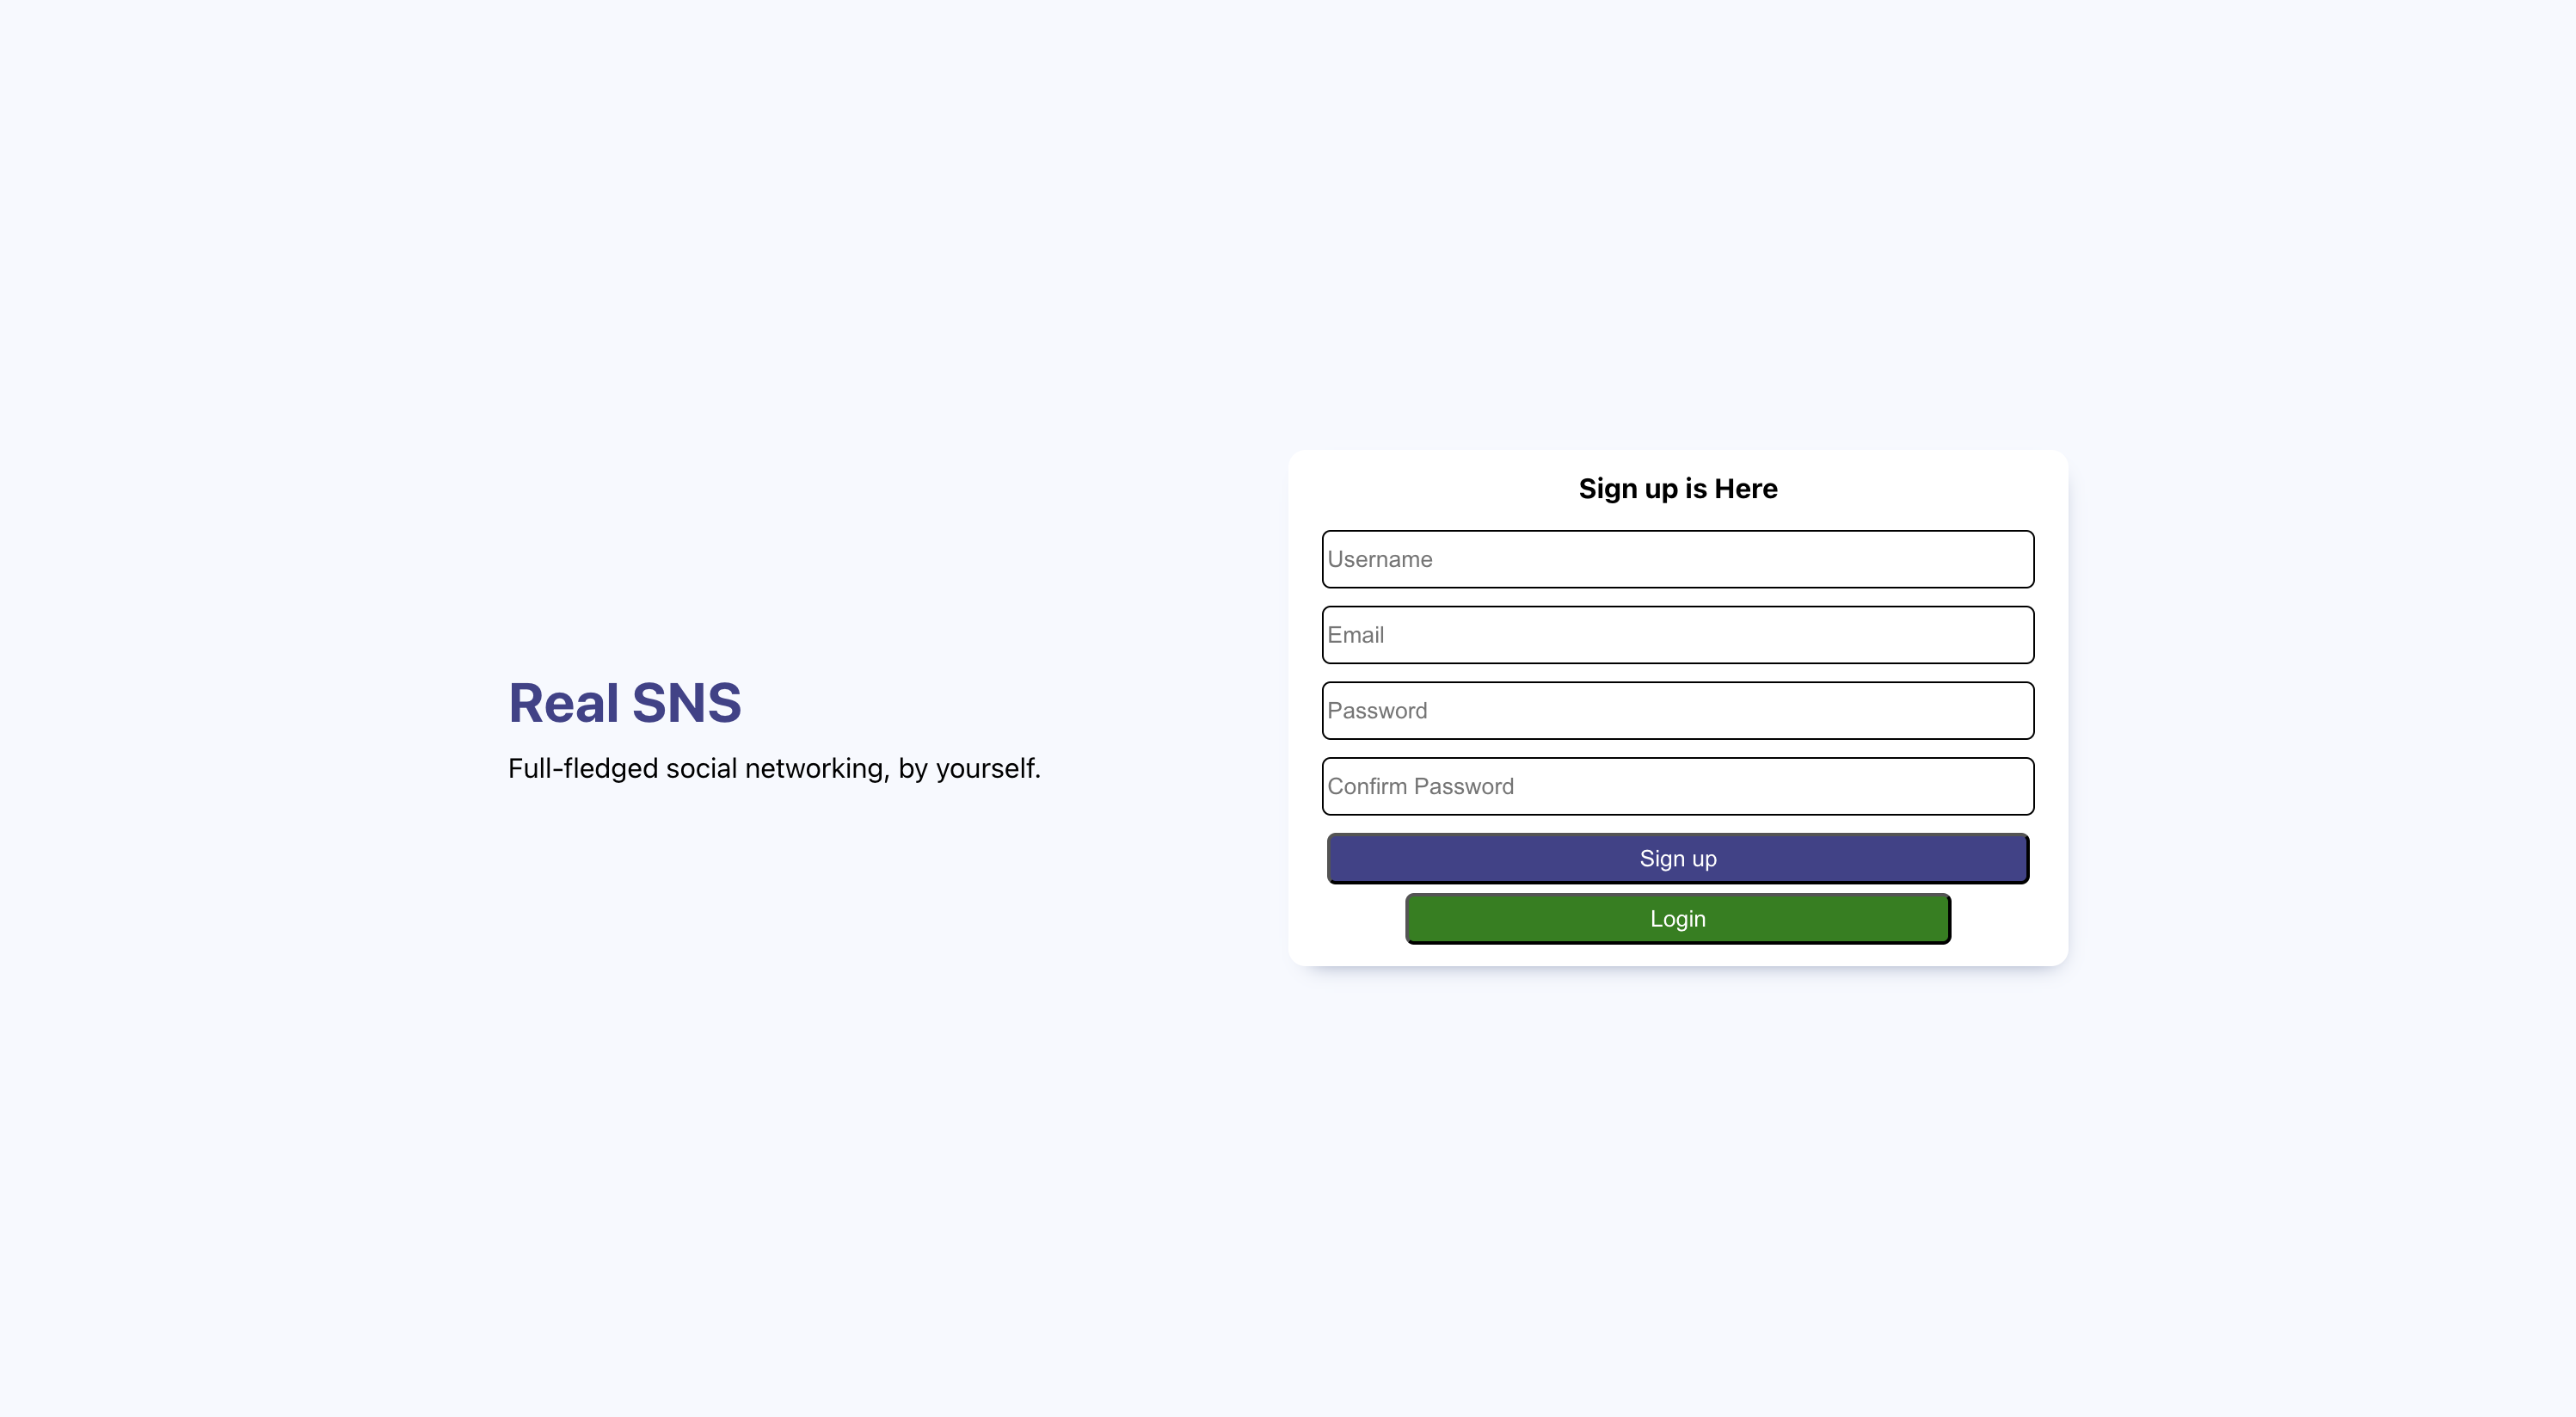 Real SNS
Full-fledged social networking, by yourself.
Sign up is Here
Username
Email
Password
Confirm Password
Sign up
Login